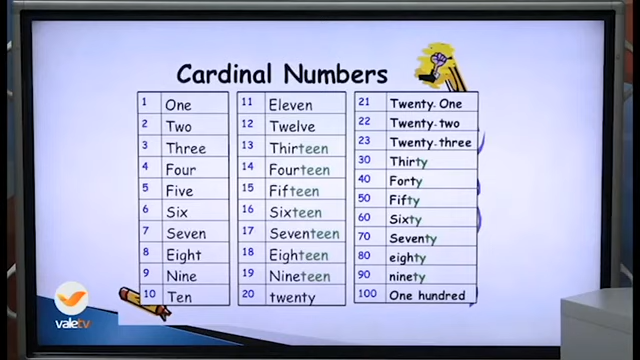 Cardinal Numbers
1 One
2 Two
3 Three
4 Four
5 Five
6 Six
7 Seven
8 Eight
9 Nine
10 Ten
11 Eleven
12 Twelve
13 Thirteen
14 Fourteen
15 Fifteen
16 Sixteen
17 Seventeen
18 Eighteen
19 Nineteen
20 twenty
21 Twenty-One
22 Twenty-two
23 Twenty-three
30 Thirty
40 Forty
50 Fifty
60 Sixty
70 Seventy
80 eighty
90 ninety
100 One hundred
valetv